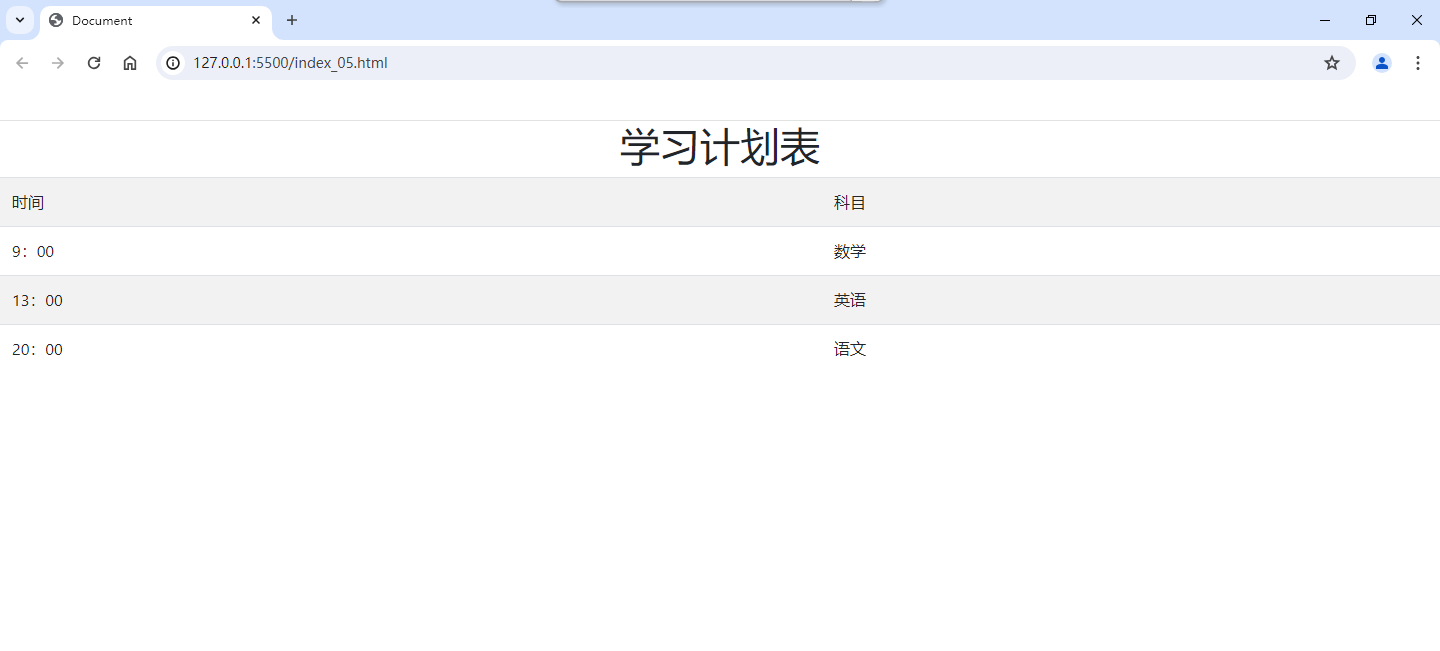 Document
127.0.0.1:5500/index_05.html
学习计划表
时间 科目
9：00 数学
13：00 英语
20：00 语文